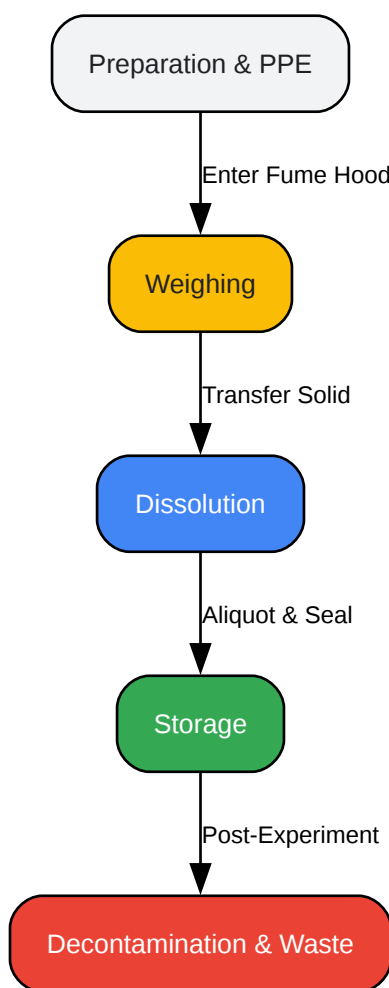 Preparation & PPE
Enter Fume Hood
Weighing
Transfer Solid
Dissolution
Aliquot & Seal
Storage
Post-Experiment
Decontamination & Waste